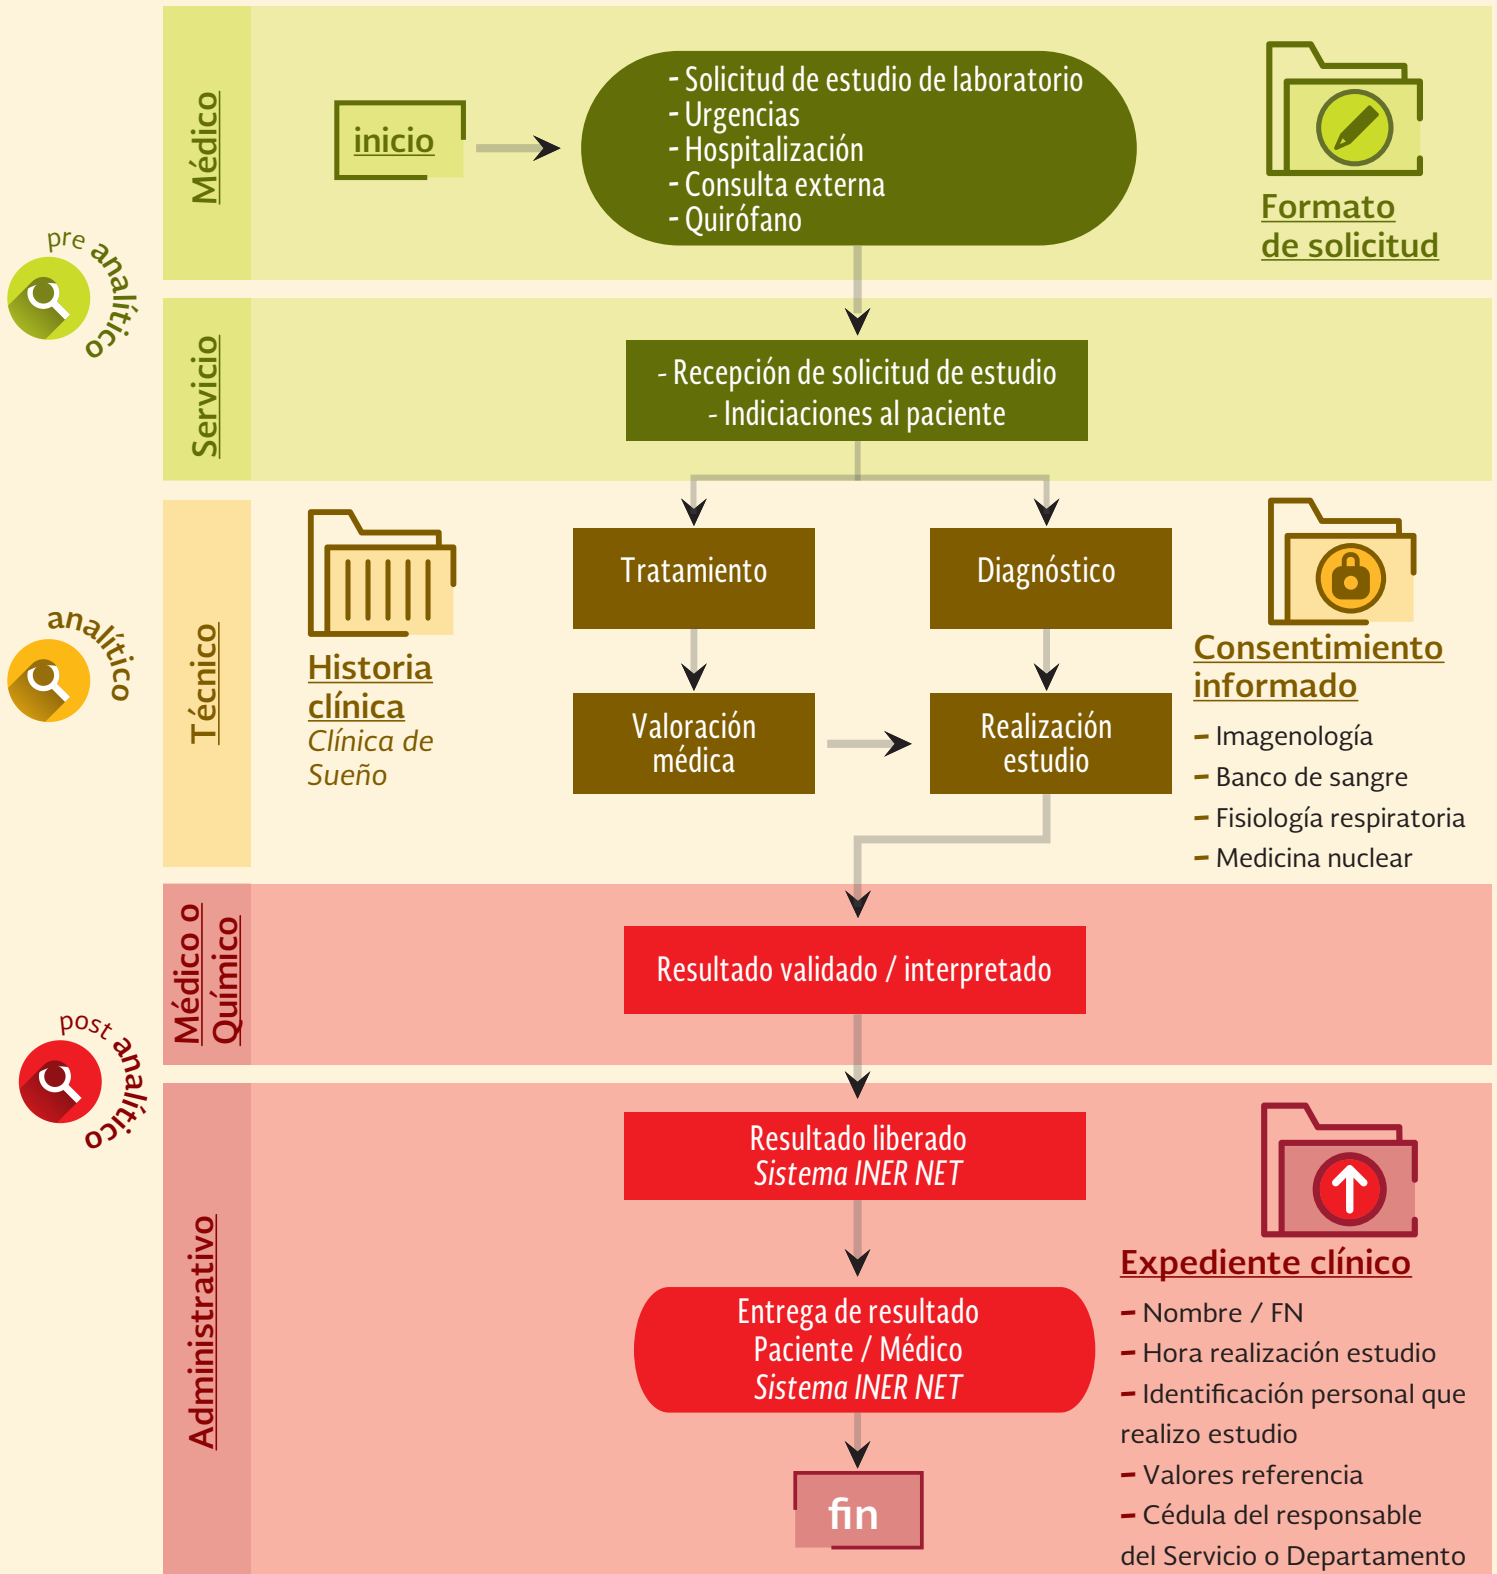 pre analítico
Médico
inicio
- Solicitud de estudio de laboratorio
- Urgencias
- Hospitalización
- Consulta externa
- Quirófano
Formato
de solicitud
Servicio
- Recepción de solicitud de estudio
- Indiciaciones al paciente
analítico
Técnico
Historia
clínica
Clínica de
Sueño
Tratamiento
Diagnóstico
Valoración
médica
Realización
estudio
Consentimiento
informado
– Imagenología
– Banco de sangre
– Fisiología respiratoria
– Medicina nuclear
post analítico
Médico o
Químico
Resultado validado / interpretado
Administrativo
Resultado liberado
Sistema INER NET
Entrega de resultado
Paciente / Médico
Sistema INER NET
fin
Expediente clínico
– Nombre / FN
– Hora realización estudio
– Identificación personal que
realizo estudio
– Valores referencia
– Cédula del responsable
del Servicio o Departamento